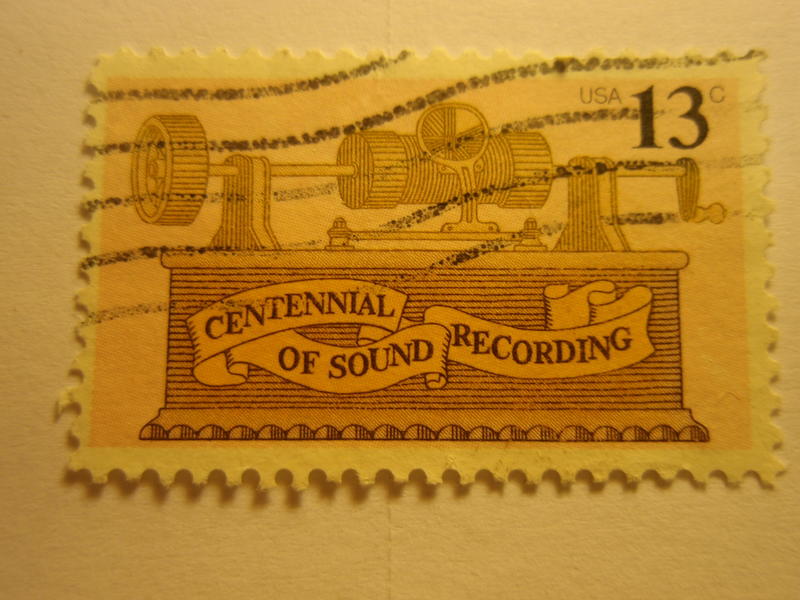 USA 13c
CENTENNIAL
OF SOUND
RECORDING